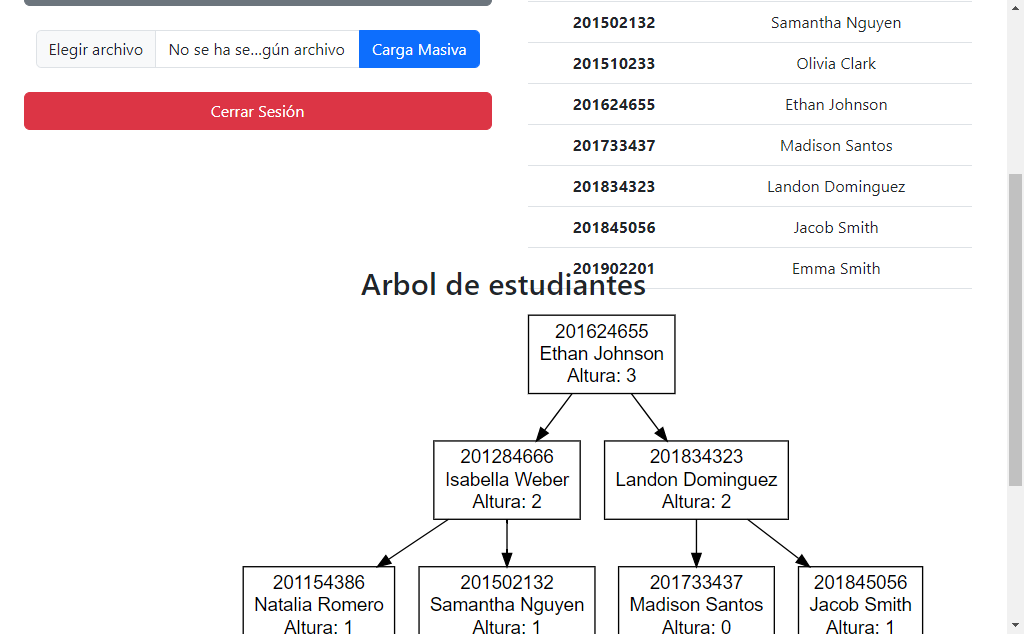 Elegir archivo No se ha se...gún archivo Carga Masiva
Cerrar Sesión
201502132 Samantha Nguyen
201510233 Olivia Clark
201624655 Ethan Johnson
201733437 Madison Santos
201834323 Landon Dominguez
201845056 Jacob Smith
201902201 Emma Smith
Arbol de estudiantes
201624655
Ethan Johnson
Altura: 3
201284666
Isabella Weber
Altura: 2
201834323
Landon Dominguez
Altura: 2
201154386
Natalia Romero
Altura: 1
201502132
Samantha Nguyen
Altura: 1
201733437
Madison Santos
Altura: 0
201845056
Jacob Smith
Altura: 1